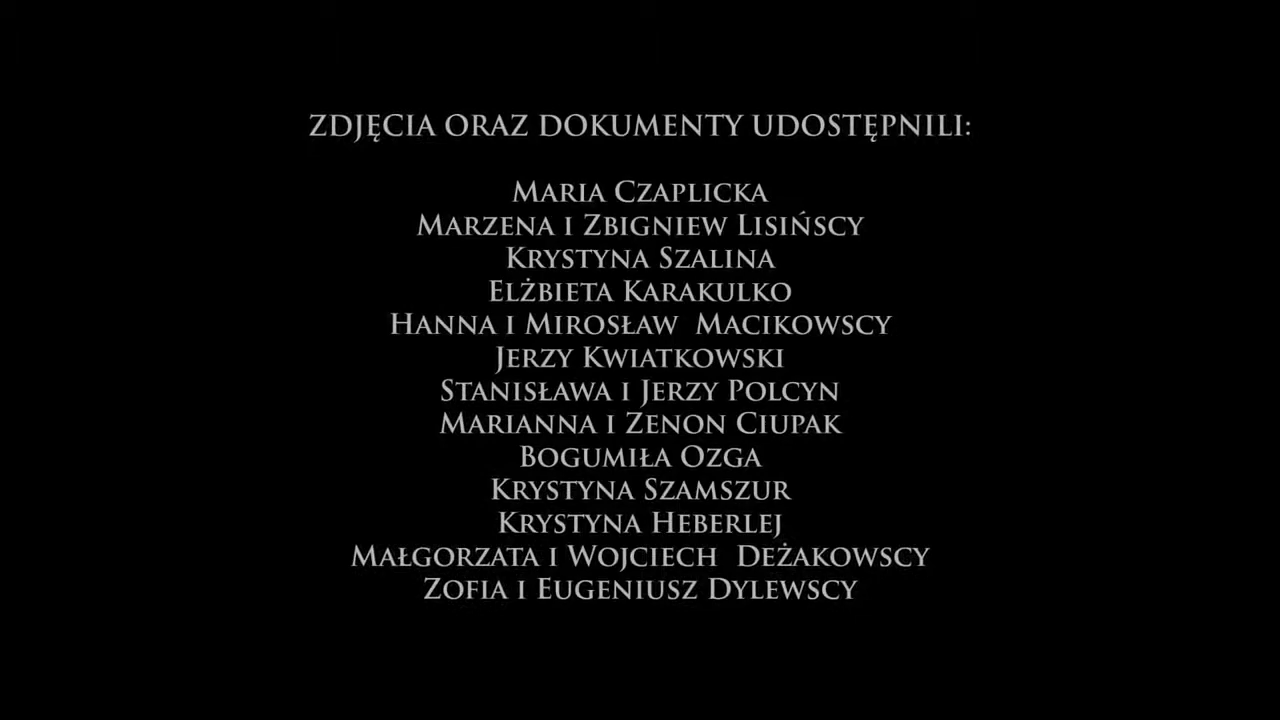 ZDJĘCIA ORAZ DOKUMENTY UDOSTĘPNILI:
MARIA CZAPLICKA
MARZENA I ZBIGNIEW LISIŃSCY
KRYSTYNA SZALINA
ELŻBIETA KARAKULKO
HANNA I MIROSŁAW MACIKOWSCY
JERZY KWIATKOWSKI
STANISŁAWA I JERZY POLCYN
MARIANNA I ZENON CIUPAK
BOGUMIŁA OZGA
KRYSTYNA SZAMSZUR
KRYSTYNA HEBERLEJ
MAŁGORZATA I WOJCIECH DEŻAKOWSCY
ZOFIA I EUGENIUSZ DYLEWSCY